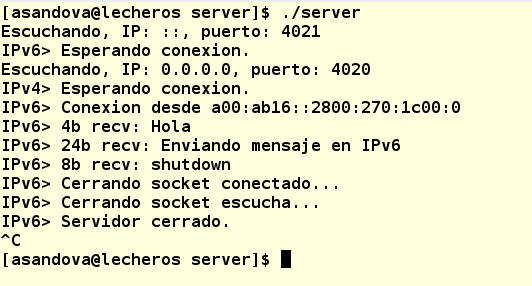 [asandova@lecheros server]$ ./server
Escuchando, IP: ::, puerto: 4021
IPv6> Esperando conexion.
Escuchando, IP: 0.0.0.0, puerto: 4020
IPv4> Esperando conexion.
IPv6> Conexion desde a00:ab16::2800:270:1c00:0
IPv6> 4b recv: Hola
IPv6> 24b recv: Enviando mensaje en IPv6
IPv6> 8b recv: shutdown
IPv6> Cerrando socket conectado...
IPv6> Cerrando socket escucha...
IPv6> Servidor cerrado.
^C
[asandova@lecheros server]$